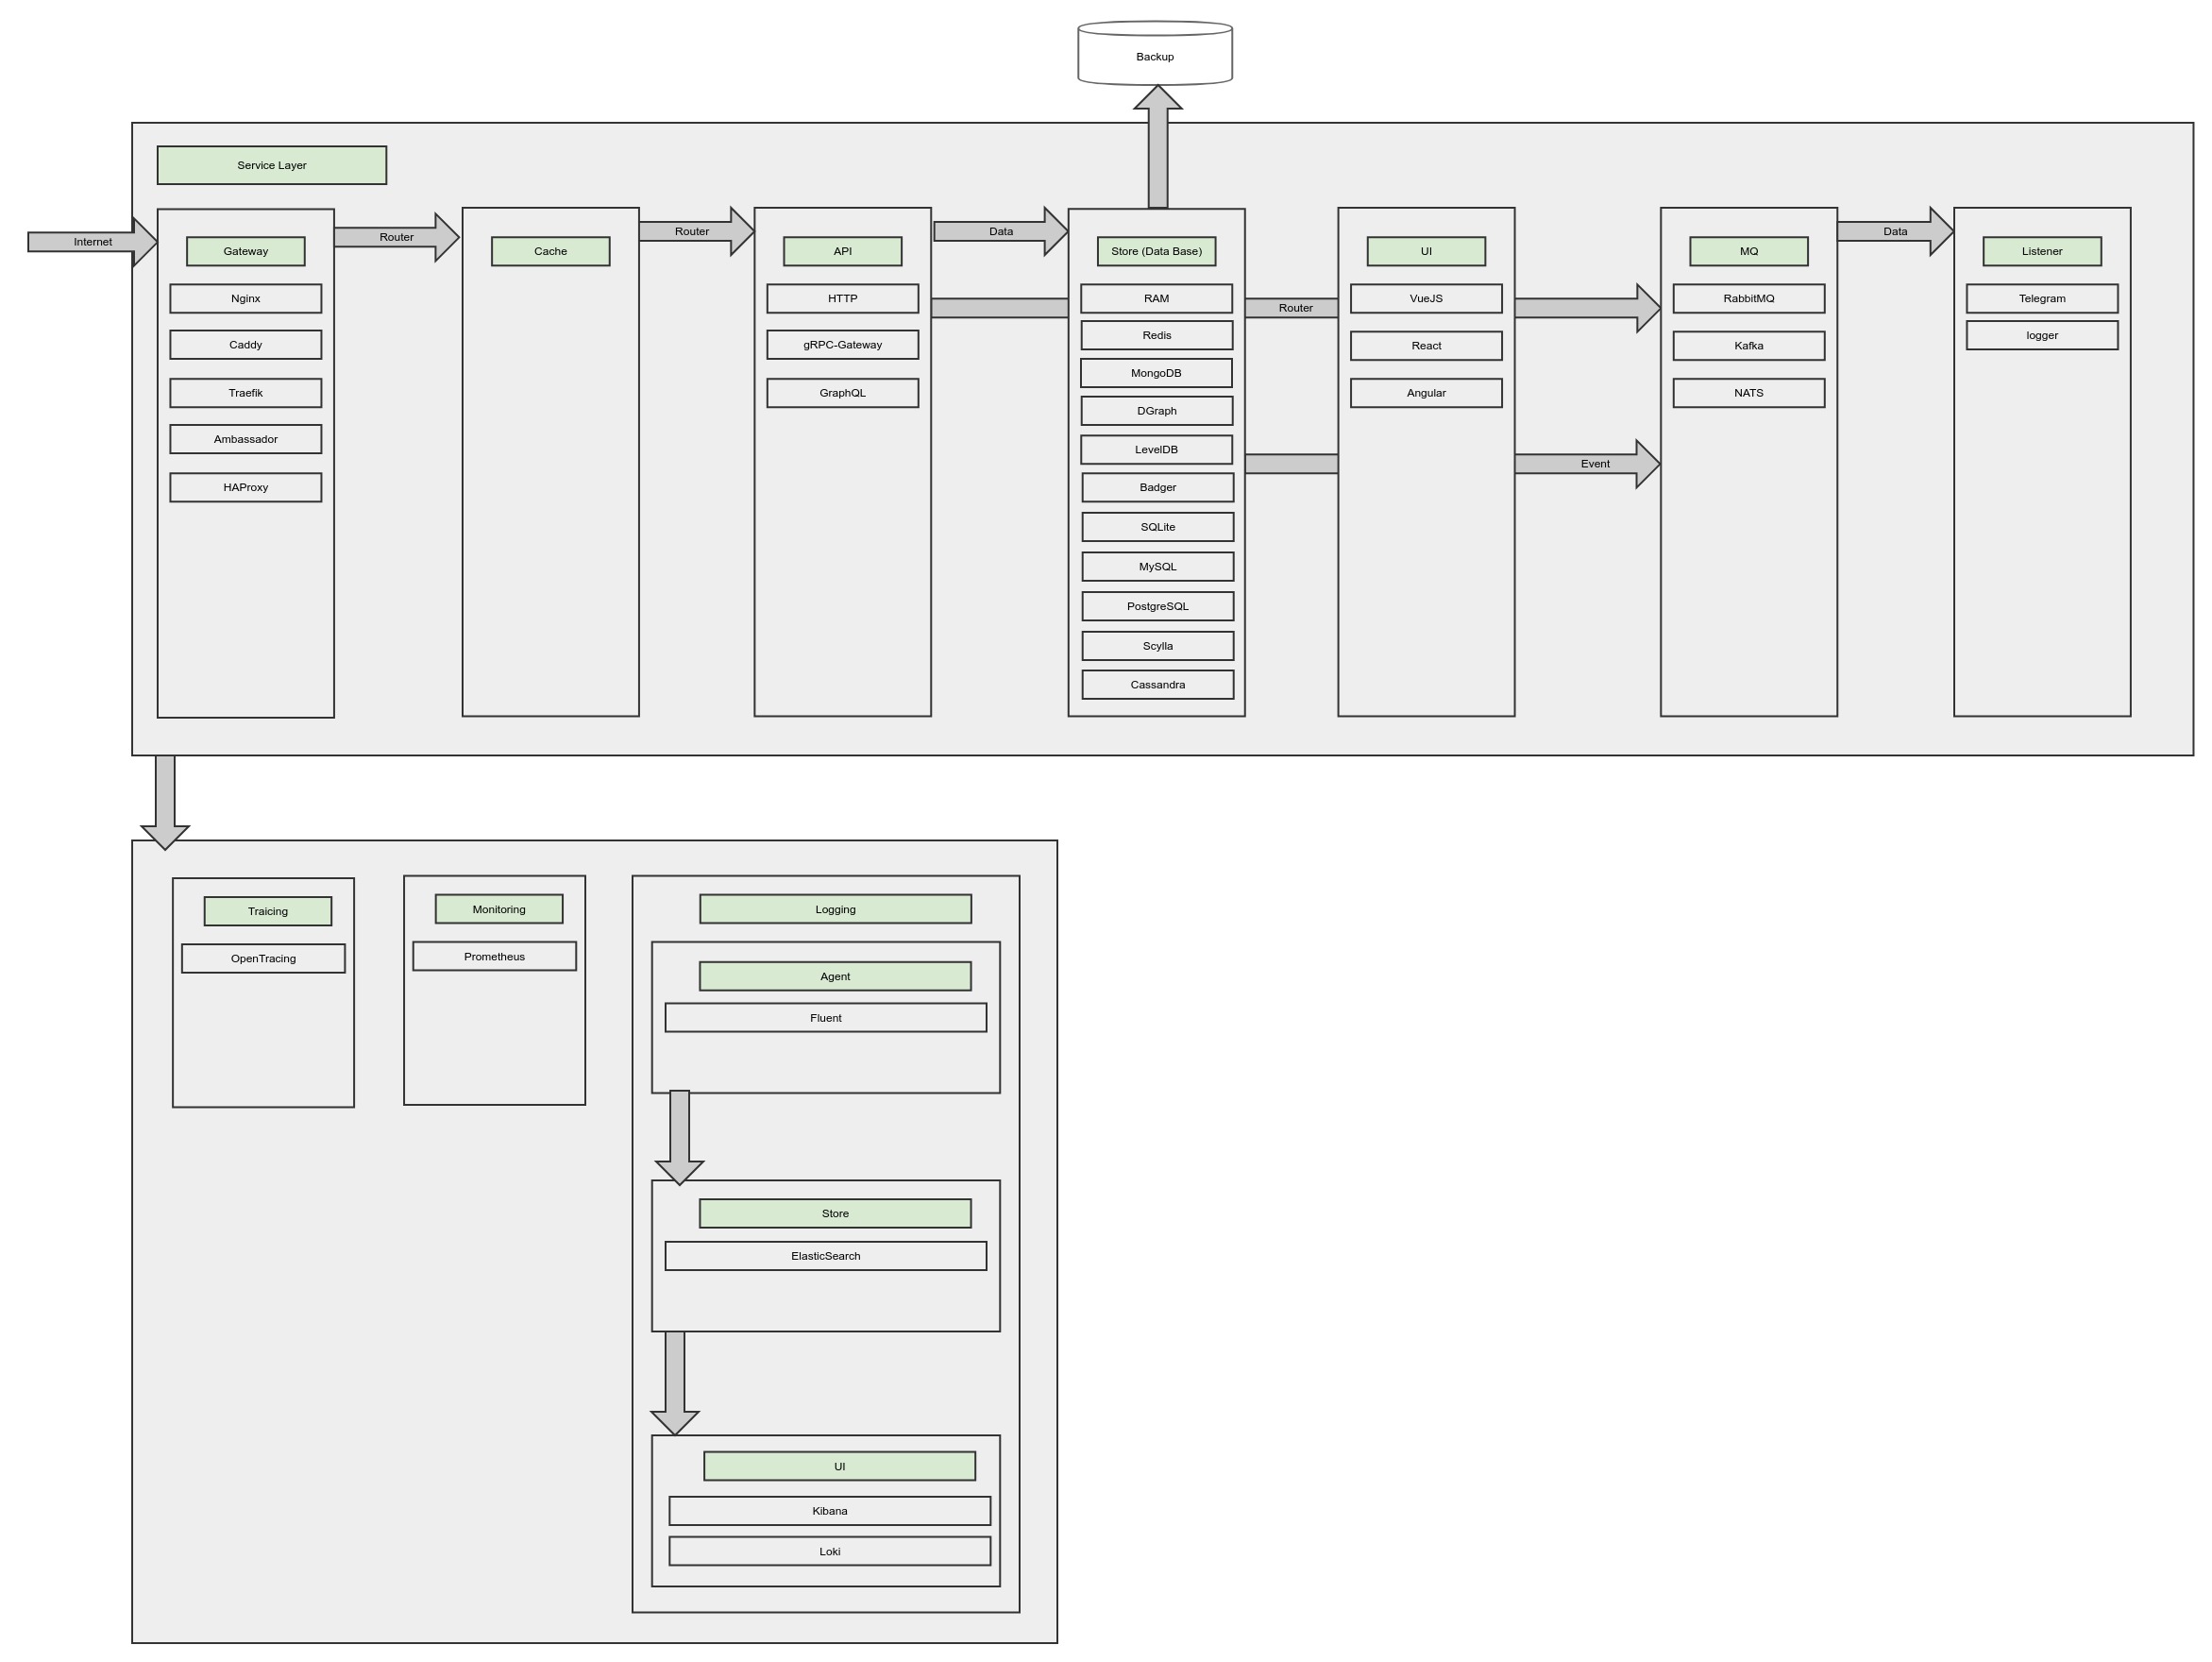 Backup
Service Layer
Internet
Router
Router
Data
Data
Gateway
Nginx
Caddy
Traefik
Ambassador
HAProxy
Cache
API
HTTP
gRPC-Gateway
GraphQL
Store (Data Base)
RAM
Redis
MongoDB
DGraph
LevelDB
Badger
SQLite
MySQL
PostgreSQL
Scylla
Cassandra
Router
UI
VueJS
React
Angular
Event
MQ
RabbitMQ
Kafka
NATS
Listener
Telegram
logger
Traicing
OpenTracing
Monitoring
Prometheus
Logging
Agent
Fluent
Store
ElasticSearch
UI
Kibana
Loki